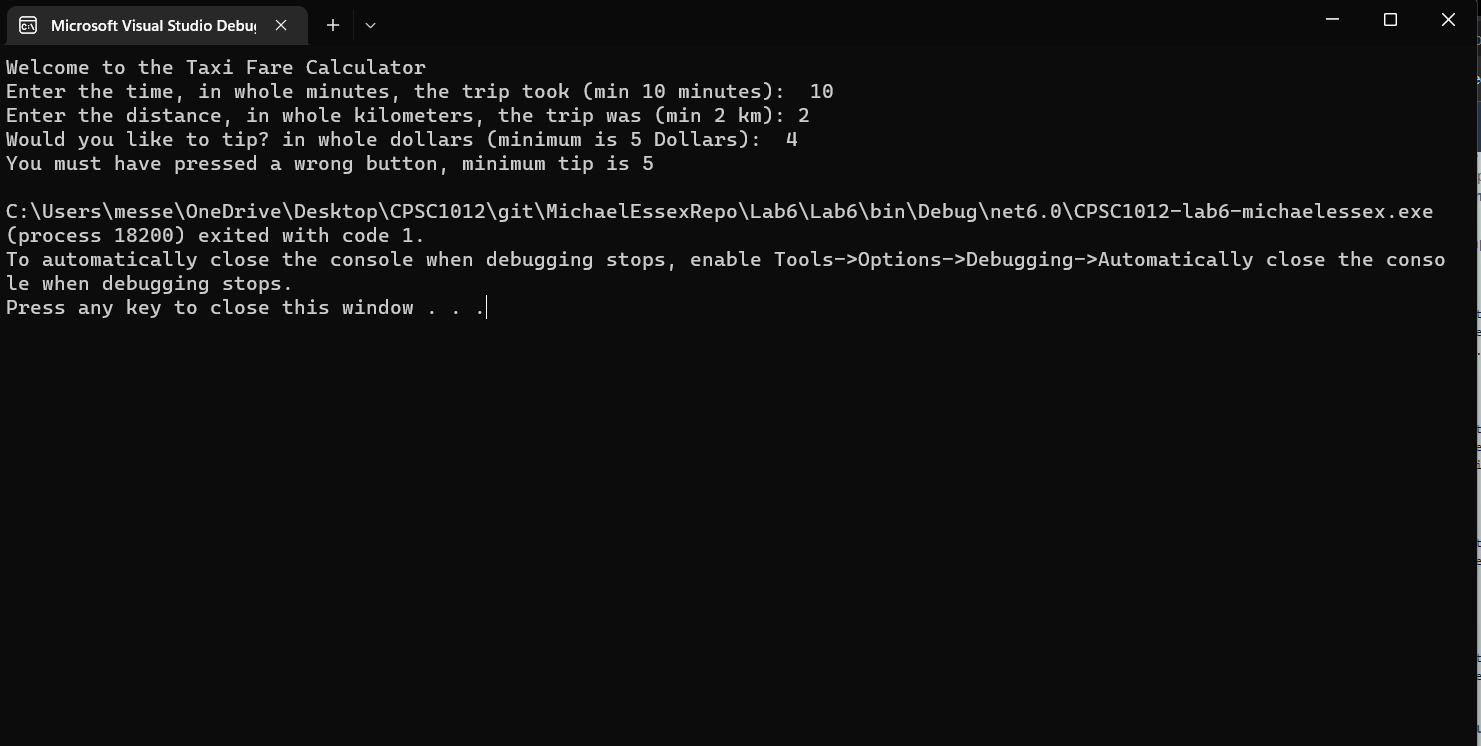 Microsoft Visual Studio Debu
Welcome to the Taxi Fare Calculator
Enter the time, in whole minutes, the trip took (min 10 minutes):  10
Enter the distance, in whole kilometers, the trip was (min 2 km): 2
Would you like to tip? in whole dollars (minimum is 5 Dollars):  4
You must have pressed a wrong button, minimum tip is 5
C:\Users\messe\OneDrive\Desktop\CPSC1012\git\MichaelEssexRepo\Lab6\Lab6\bin\Debug\net6.0\CPSC1012-lab6-michaelessex.exe
(process 18200) exited with code 1.
To automatically close the console when debugging stops, enable Tools->Options->Debugging->Automatically close the conso
le when debugging stops.
Press any key to close this window . . .